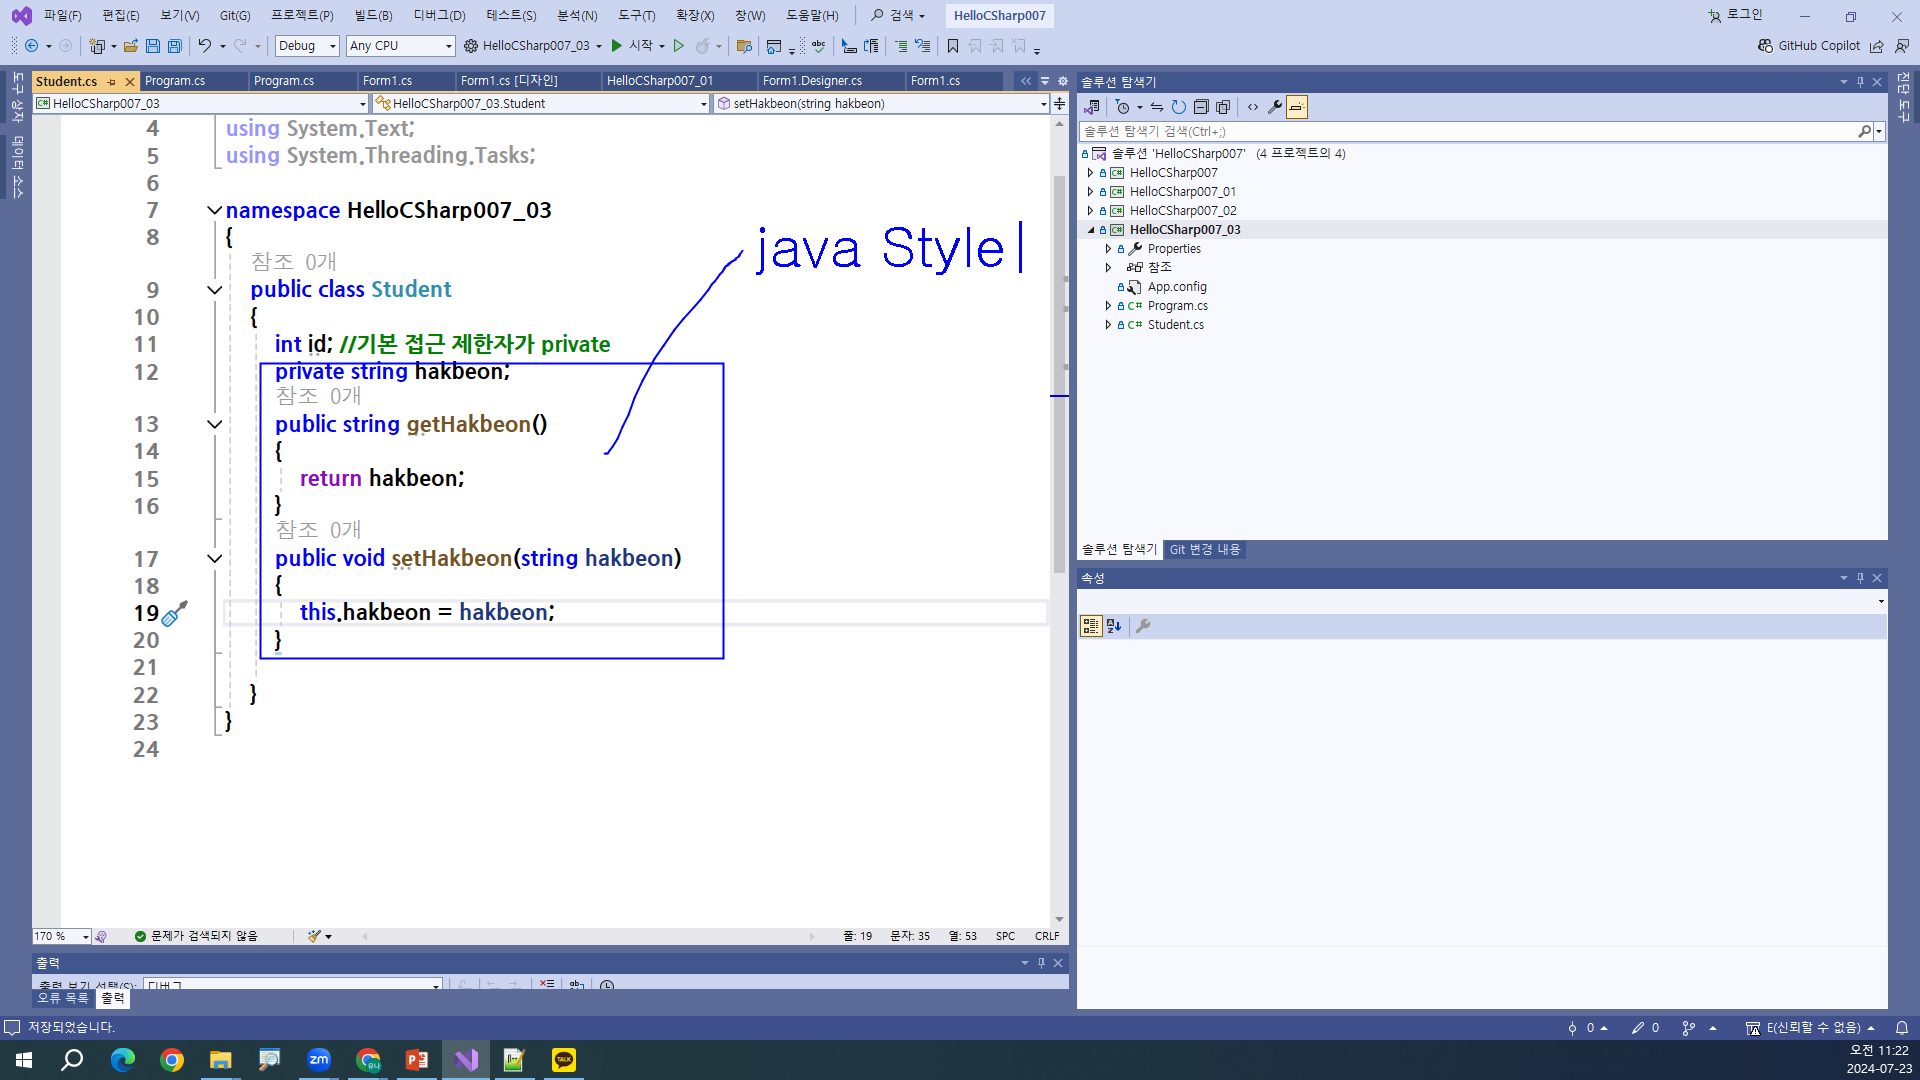 파일(F) 편집(E) 보기(V) Git(G) 프로젝트(P) 빌드(B) 디버그(D) 테스트(S) 분석(N) 도구(T) 확장(X) 창(W) 도움말(H) 검색 HelloCSharp007 로그인
Debug Any CPU HelloCSharp007_03 시작 GitHub Copilot
도구 상자
데이터 소스
Student.cs Program.cs Program.cs Form1.cs Form1.cs [디자인] HelloCSharp007_01 Form1.Designer.cs Form1.cs
HelloCSharp007_03 HelloCSharp007_03.Student setHakbeon(string hakbeon)
4 using System.Text;
5 using System.Threading.Tasks;
6
7 namespace HelloCSharp007_03
8 {
참조 0개
java Style
9 public class Student
10 {
11 int id; //기본 접근 제한자가 private
12 private string hakbeon;
참조 0개
13 public string getHakbeon()
14 {
15 return hakbeon;
16 }
참조 0개
17 public void setHakbeon(string hakbeon)
18 {
19 this.hakbeon = hakbeon;
20 }
21
22 }
23 }
24
170 % 문제가 검색되지 않음 줄: 19 문자: 35 열: 53 SPC CRLF
출력
출력 보기 선택(S): 디버그
오류 목록 출력
솔루션 탐색기
솔루션 탐색기 검색(Ctrl+;)
솔루션 'HelloCSharp007' (4 프로젝트의 4)
HelloCSharp007
HelloCSharp007_01
HelloCSharp007_02
HelloCSharp007_03
Properties
참조
App.config
C# Program.cs
C# Student.cs
솔루션 탐색기 Git 변경 내용
속성
진단 도구
저장되었습니다. 0 0 E(신뢰할 수 없음)
오전 11:22
2024-07-23